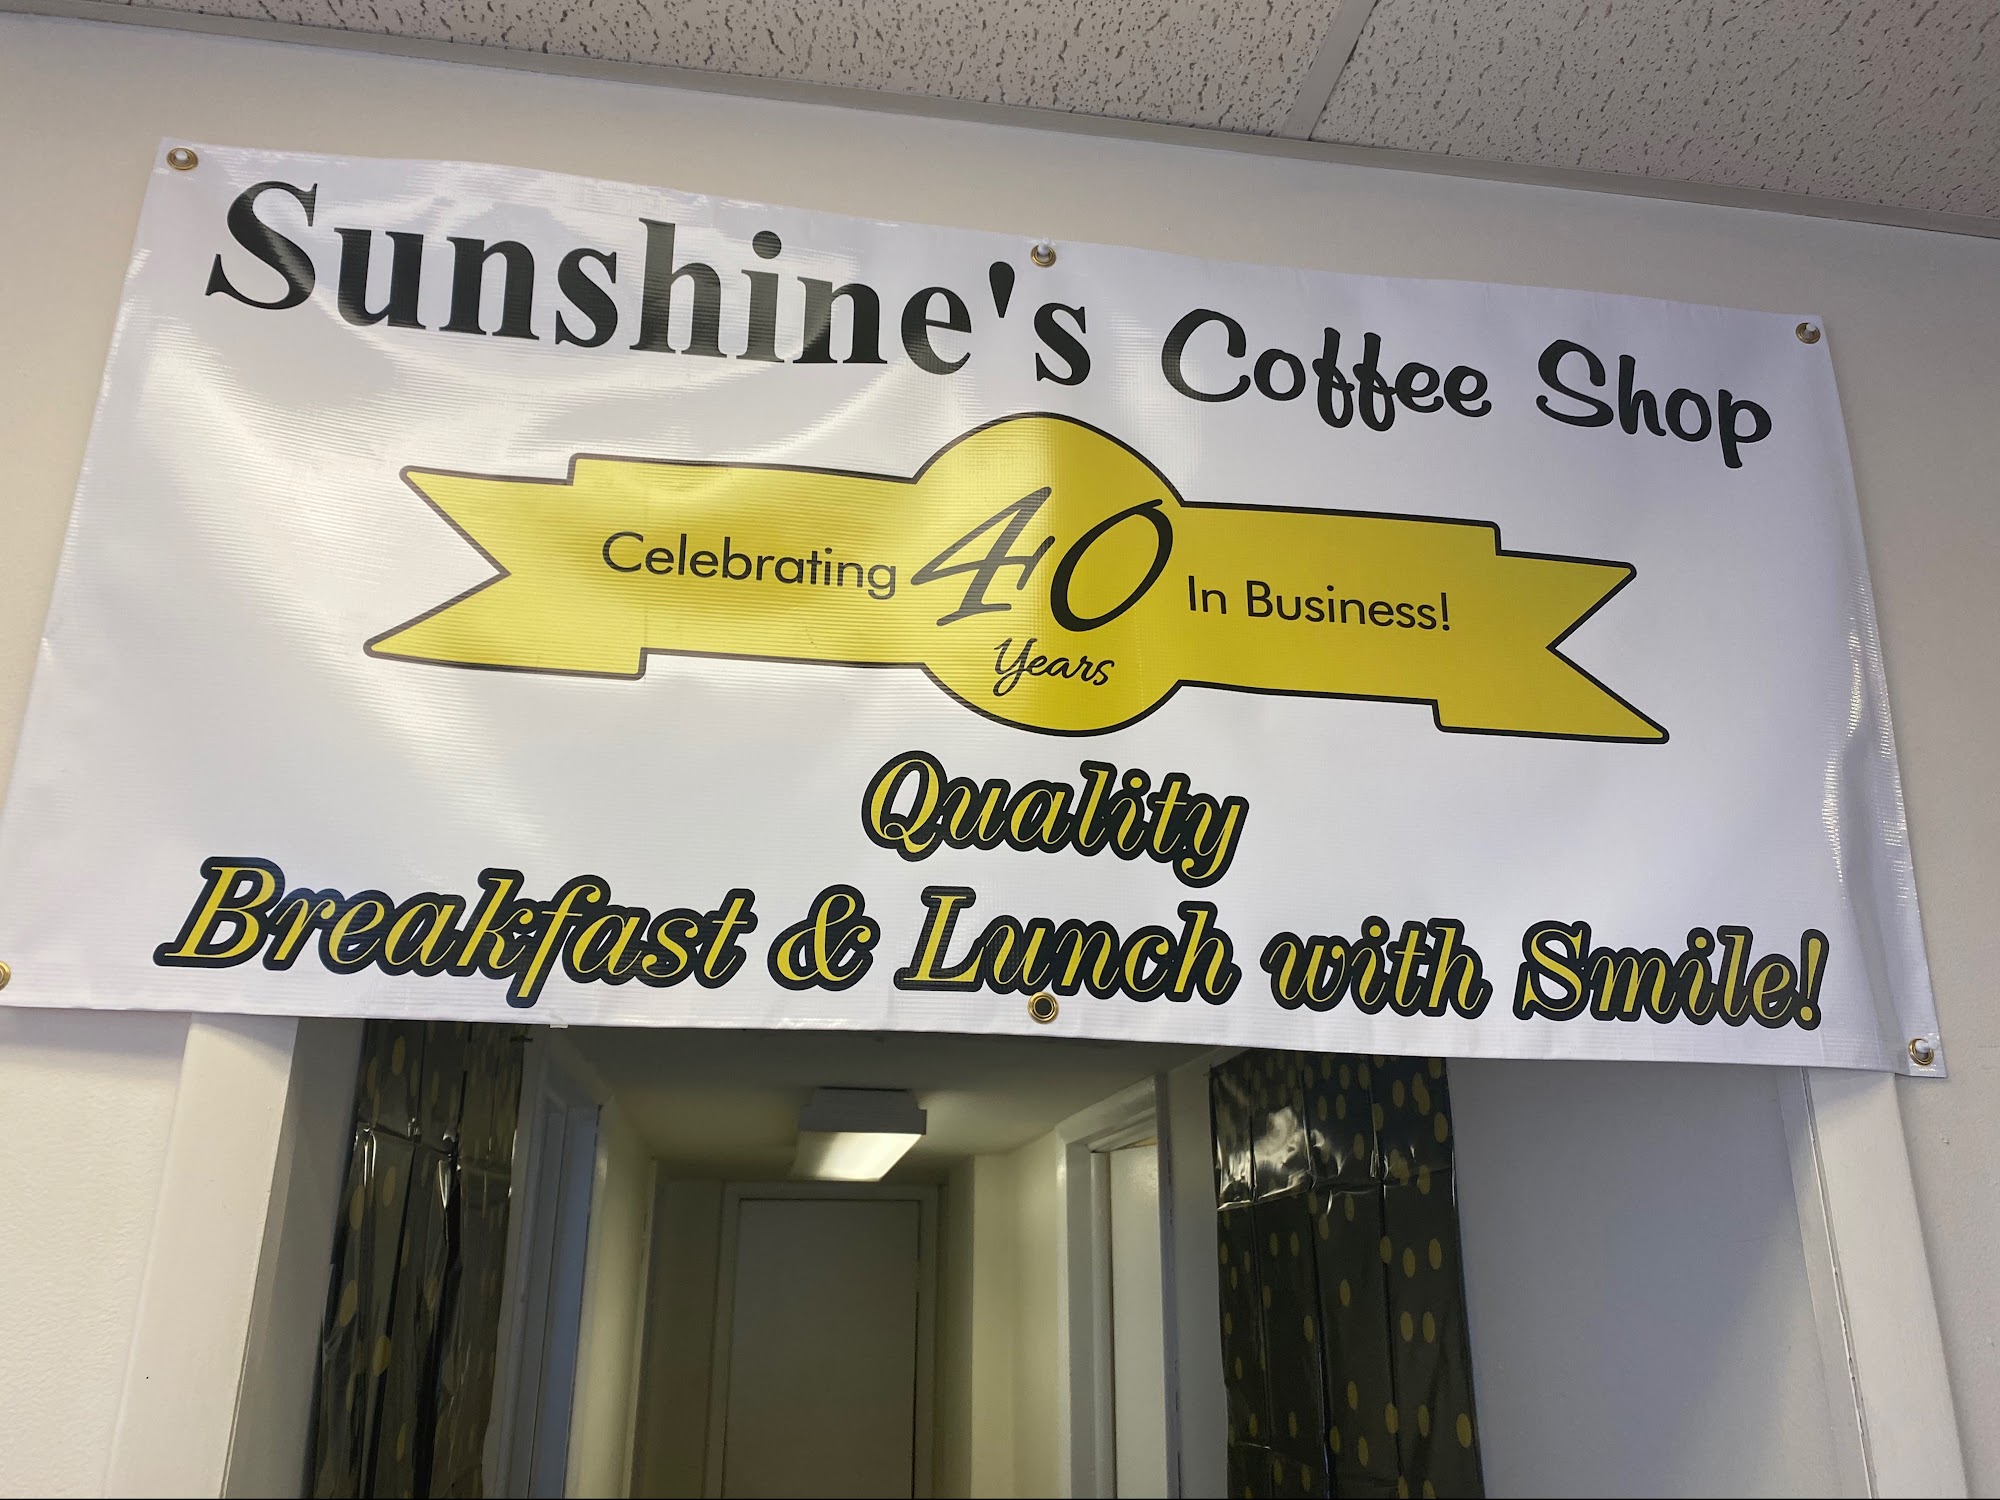 Sunshine's Coffee Shop
Celebrating 40 Years In Business!
Quality
Breakfast & Lunch with Smile!